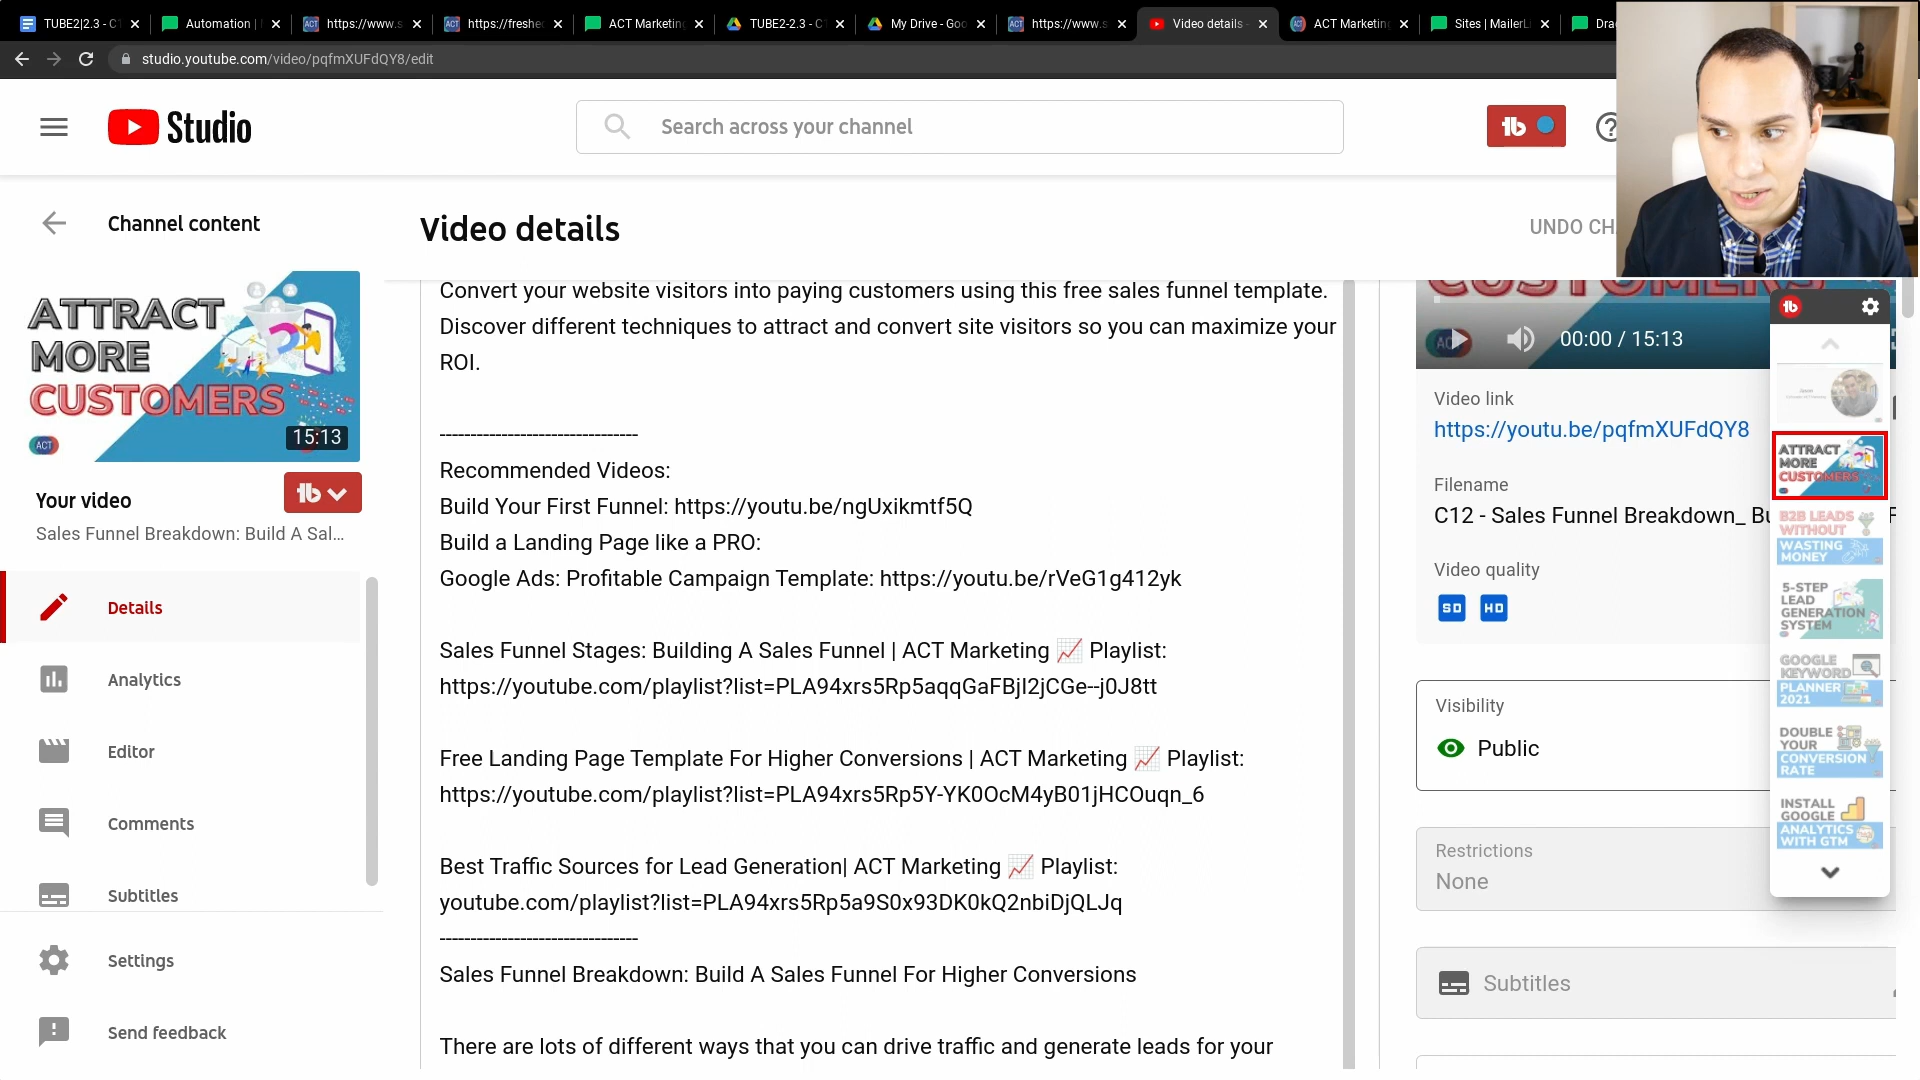 TUBE2|2.3 - C
Automation |
https://www.s
https://freshe
ACT Marketing
TUBE2-2.3 - C
My Drive - Goo
https://www.s
Video details -
ACT Marketing
Sites | MailerL
Dra
studio.youtube.com/video/pqfmXUFdQY8/edit
Studio
Search across your channel
Channel content
Video details
UNDO CH
ATTRACT
MORE
CUSTOMERS
ACT
15:13
Your video
Sales Funnel Breakdown: Build A Sal...
Details
Analytics
Editor
Comments
Subtitles
Settings
Send feedback
Convert your website visitors into paying customers using this free sales funnel template.
Discover different techniques to attract and convert site visitors so you can maximize your
ROI.
--------------------------------
Recommended Videos:
Build Your First Funnel: https://youtu.be/ngUxikmtf5Q
Build a Landing Page like a PRO:
Google Ads: Profitable Campaign Template: https://youtu.be/rVeG1g412yk
Sales Funnel Stages: Building A Sales Funnel | ACT Marketing 📈 Playlist:
https://youtube.com/playlist?list=PLA94xrs5Rp5aqqGaFBjI2jCGe--j0J8tt
Free Landing Page Template For Higher Conversions | ACT Marketing 📈 Playlist:
https://youtube.com/playlist?list=PLA94xrs5Rp5Y-YK0OcM4yB01jHCOuqn_6
Best Traffic Sources for Lead Generation| ACT Marketing 📈 Playlist:
youtube.com/playlist?list=PLA94xrs5Rp5a9S0x93DK0kQ2nbiDjQLJq
--------------------------------
Sales Funnel Breakdown: Build A Sales Funnel For Higher Conversions
There are lots of different ways that you can drive traffic and generate leads for your
CUSTOMERS
00:00 / 15:13
Video link
https://youtu.be/pqfmXUFdQY8
Filename
C12 - Sales Funnel Breakdown_ Bu
Video quality
SD HD
Visibility
Public
Restrictions
None
Subtitles
ATTRACT
MORE
CUSTOMERS
B2B LEADS
WITHOUT
WASTING
MONEY
5-STEP
LEAD
GENERATION
SYSTEM
GOOGLE
KEYWORD
PLANNER
2021
DOUBLE
YOUR
CONVERSION
RATE
INSTALL
GOOGLE
ANALYTICS
WITH GTM